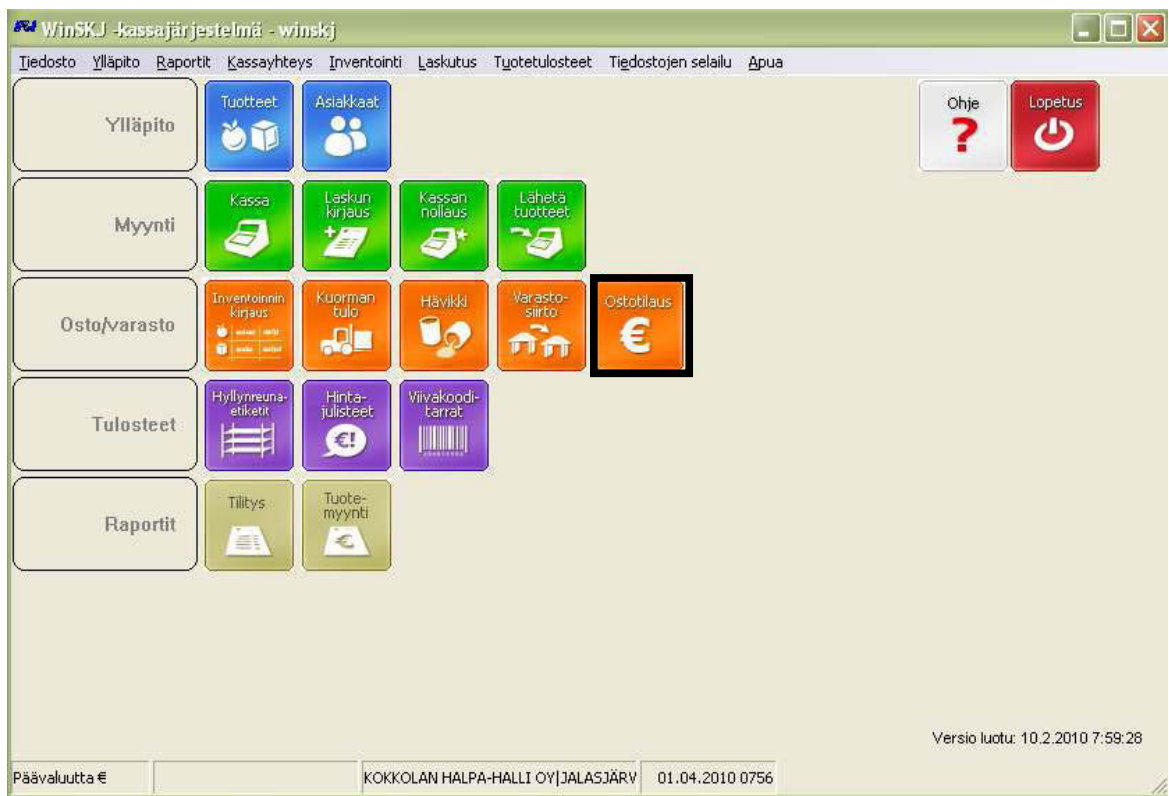 WinSKJ -kassajärjestelmä - winskj
Tiedosto Ylläpito Raportit Kassayhteys Inventointi Laskutus Tuotetulosteet Tiedostojen selailu Apua
Ylläpito
Tuotteet
Asiakkaat
Ohje
?
Lopetus
Myynti
Kassa
Laskun
kirjaus
Kassan
nollaus
Lähetä
tuotteet
Osto/varasto
Inventoinnin
kirjaus
Kuorman
tulo
Hävikki
Varasto-
siirto
Ostotilaus
€
Tulosteet
Hyllynreuna-
etiketit
Hinta-
julisteet
€!
Viivakoodi-
tarrat
Raportit
Tilitys
Tuote-
myynti
€
Versio luotu: 10.2.2010 7:59:28
Päävaluutta € KOKKOLAN HALPA-HALLI OY|JALASJÄRV 01.04.2010 0756